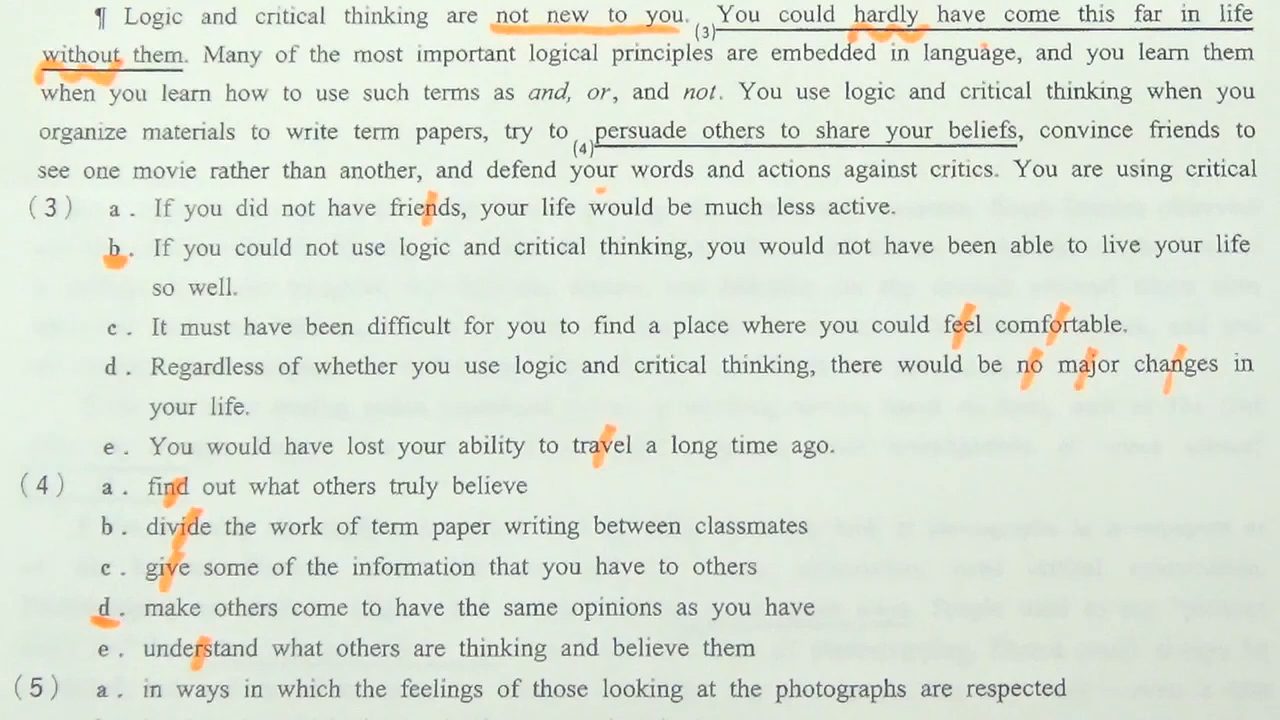 ¶ Logic and critical thinking are not new to you. (3)You could hardly have come this far in life
without them. Many of the most important logical principles are embedded in language, and you learn them
when you learn how to use such terms as and, or, and not. You use logic and critical thinking when you
organize materials to write term papers, try to (4)persuade others to share your beliefs, convince friends to
see one movie rather than another, and defend your words and actions against critics. You are using critical
(3) a. If you did not have friends, your life would be much less active.
b. If you could not use logic and critical thinking, you would not have been able to live your life
so well.
c. It must have been difficult for you to find a place where you could feel comfortable.
d. Regardless of whether you use logic and critical thinking, there would be no major changes in
your life.
e. You would have lost your ability to travel a long time ago.
(4) a. find out what others truly believe
b. divide the work of term paper writing between classmates
c. give some of the information that you have to others
d. make others come to have the same opinions as you have
e. understand what others are thinking and believe them
(5) a. in ways in which the feelings of those looking at the photographs are respected